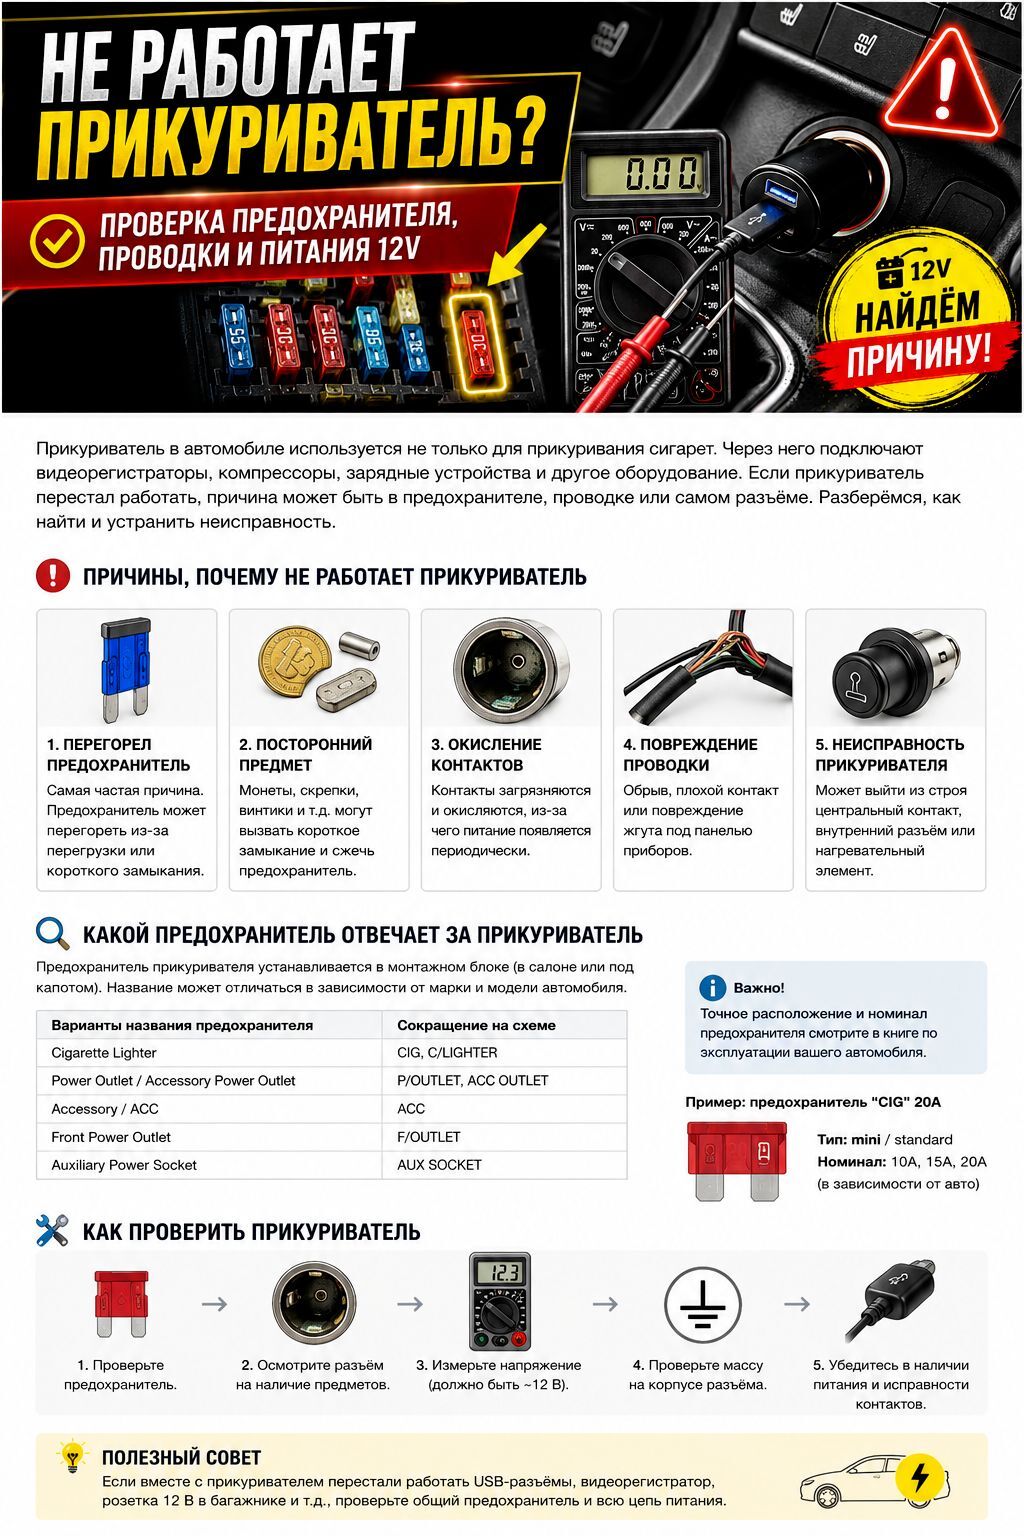 НЕ РАБОТАЕТ
ПРИКУРИВАТЕЛЬ?
ПРОВЕРКА ПРЕДОХРАНИТЕЛЯ,
ПРОВОДКИ И ПИТАНИЯ 12V
0.00
12V
НАЙДЁМ
ПРИЧИНУ!
Прикуриватель в автомобиле используется не только для прикуривания сигарет. Через него подключают
видеорегистраторы, компрессоры, зарядные устройства и другое оборудование. Если прикуриватель
перестал работать, причина может быть в предохранителе, проводке или самом разъёме. Разберёмся, как
найти и устранить неисправность.
ПРИЧИНЫ, ПОЧЕМУ НЕ РАБОТАЕТ ПРИКУРИВАТЕЛЬ
1. ПЕРЕГОРЕЛ
ПРЕДОХРАНИТЕЛЬ
Самая частая причина.
Предохранитель может
перегореть из-за
перегрузки или
короткого замыкания.
2. ПОСТОРОННИЙ
ПРЕДМЕТ
Монеты, скрепки,
винтики и т.д. могут
вызвать короткое
замыкание и сжечь
предохранитель.
3. ОКИСЛЕНИЕ
КОНТАКТОВ
Контакты загрязняются
и окисляются, из-за
чего питание появляется
периодически.
4. ПОВРЕЖДЕНИЕ
ПРОВОДКИ
Обрыв, плохой контакт
или повреждение
жгута под панелью
приборов.
5. НЕИСПРАВНОСТЬ
ПРИКУРИВАТЕЛЯ
Может выйти из строя
центральный контакт,
внутренний разъём или
нагревательный
элемент.
КАКОЙ ПРЕДОХРАНИТЕЛЬ ОТВЕЧАЕТ ЗА ПРИКУРИВАТЕЛЬ
Предохранитель прикуривателя устанавливается в монтажном блоке (в салоне или под
капотом). Название может отличаться в зависимости от марки и модели автомобиля.
Варианты названия предохранителя Сокращение на схеме
Cigarette Lighter CIG, C/LIGHTER
Power Outlet / Accessory Power Outlet P/OUTLET, ACC OUTLET
Accessory / ACC ACC
Front Power Outlet F/OUTLET
Auxiliary Power Socket AUX SOCKET
Важно!
Точное расположение и номинал
предохранителя смотрите в книге по
эксплуатации вашего автомобиля.
Пример: предохранитель "CIG" 20A
Тип: mini / standard
Номинал: 10A, 15A, 20A
(в зависимости от авто)
КАК ПРОВЕРИТЬ ПРИКУРИВАТЕЛЬ
12.3
1. Проверьте
предохранитель.
2. Осмотрите разъём
на наличие предметов.
3. Измерьте напряжение
(должно быть ~12 В).
4. Проверьте массу
на корпусе разъёма.
5. Убедитесь в наличии
питания и исправности
контактов.
ПОЛЕЗНЫЙ СОВЕТ
Если вместе с прикуривателем перестали работать USB-разъёмы, видеорегистратор,
розетка 12 В в багажнике и т.д., проверьте общий предохранитель и всю цепь питания.